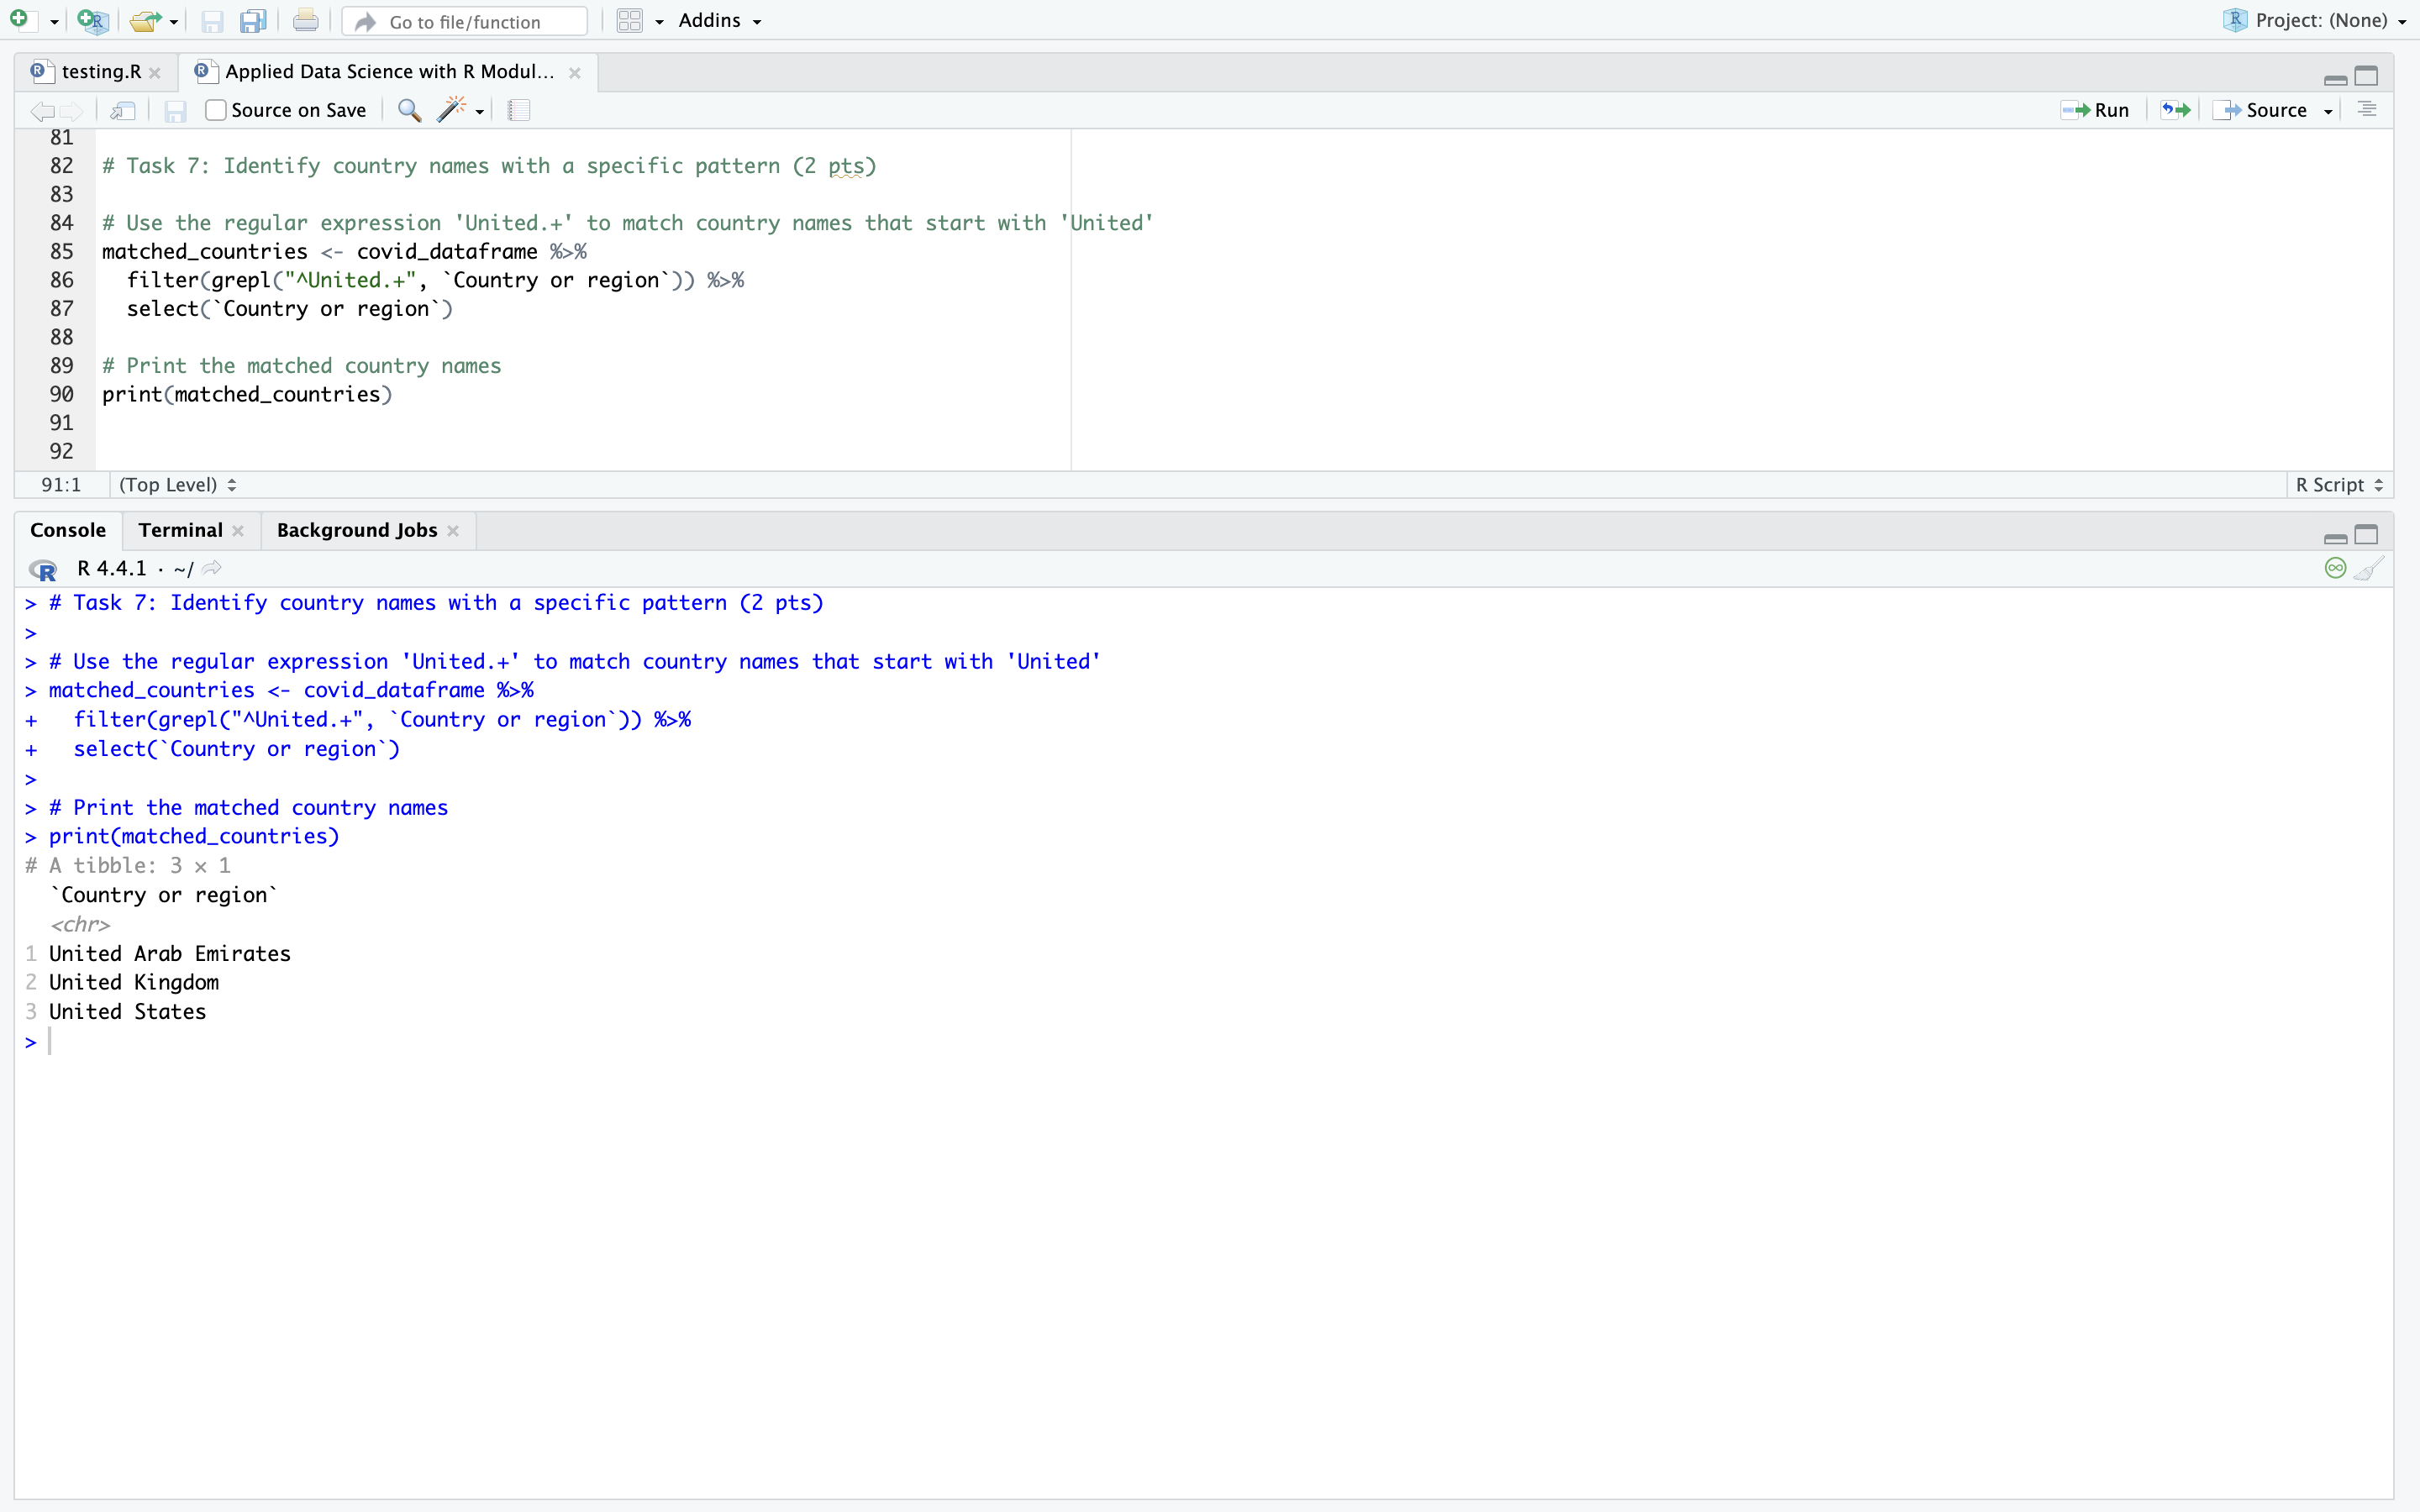 Go to file/function Addins Project: (None)
testing.R Applied Data Science with R Modul...
Source on Save Run Source
81
82 # Task 7: Identify country names with a specific pattern (2 pts)
83
84 # Use the regular expression 'United.+' to match country names that start with 'United'
85 matched_countries <- covid_dataframe %>%
86   filter(grepl("^United.+", `Country or region`)) %>%
87   select(`Country or region`)
88
89 # Print the matched country names
90 print(matched_countries)
91
92
91:1 (Top Level) R Script
Console Terminal Background Jobs
R 4.4.1 · ~/
> # Task 7: Identify country names with a specific pattern (2 pts)
>
> # Use the regular expression 'United.+' to match country names that start with 'United'
> matched_countries <- covid_dataframe %>%
+   filter(grepl("^United.+", `Country or region`)) %>%
+   select(`Country or region`)
>
> # Print the matched country names
> print(matched_countries)
# A tibble: 3 × 1
  `Country or region`
  <chr>
1 United Arab Emirates
2 United Kingdom
3 United States
>